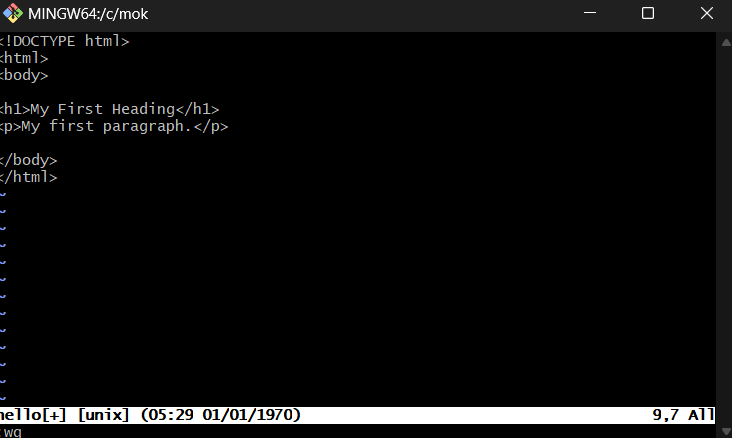 MINGW64:/c/mok
<!DOCTYPE html>
<html>
<body>
<h1>My First Heading</h1>
<p>My first paragraph.</p>
</body>
</html>
~
~
~
~
~
~
~
~
~
~
~
~
~
hello[+] [unix] (05:29 01/01/1970) 9,7 All
:wq